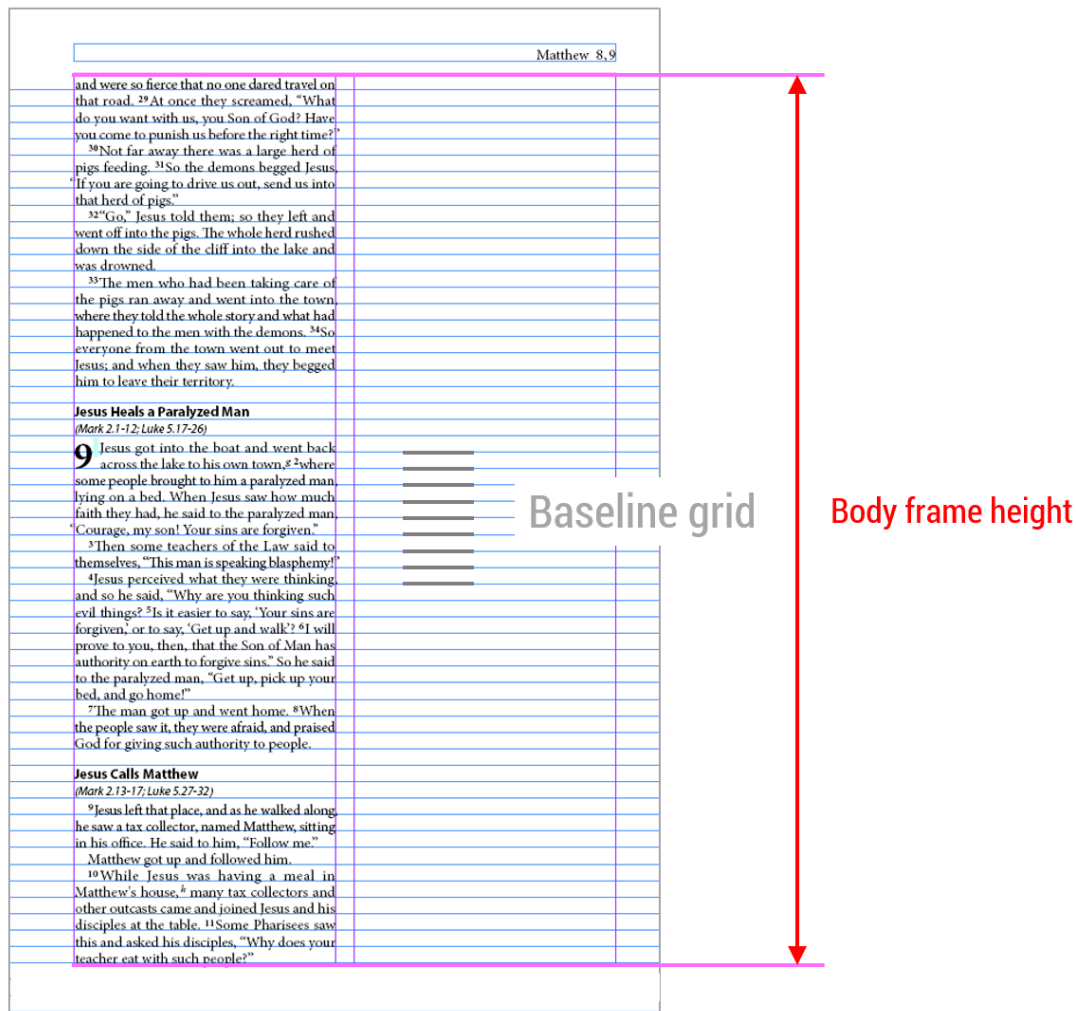 Matthew 8,9
and were so fierce that no one dared travel on
that road. ²⁹At once they screamed, “What
do you want with us, you Son of God? Have
you come to punish us before the right time?”
³⁰Not far away there was a large herd of
pigs feeding. ³¹So the demons begged Jesus,
“If you are going to drive us out, send us into
that herd of pigs.”
³²“Go,” Jesus told them; so they left and
went off into the pigs. The whole herd rushed
down the side of the cliff into the lake and
was drowned.
³³The men who had been taking care of
the pigs ran away and went into the town,
where they told the whole story and what had
happened to the men with the demons. ³⁴So
everyone from the town went out to meet
Jesus; and when they saw him, they begged
him to leave their territory.
Jesus Heals a Paralyzed Man
(Mark 2.1-12; Luke 5.17-26)
9 Jesus got into the boat and went back
across the lake to his own town,ᵍ ²where
some people brought to him a paralyzed man,
lying on a bed. When Jesus saw how much
faith they had, he said to the paralyzed man,
“Courage, my son! Your sins are forgiven.”
³Then some teachers of the Law said to
themselves, “This man is speaking blasphemy!”
⁴Jesus perceived what they were thinking,
and so he said, “Why are you thinking such
evil things? ⁵Is it easier to say, ‘Your sins are
forgiven,’ or to say, ‘Get up and walk’? ⁶I will
prove to you, then, that the Son of Man has
authority on earth to forgive sins.” So he said
to the paralyzed man, “Get up, pick up your
bed, and go home!”
⁷The man got up and went home. ⁸When
the people saw it, they were afraid, and praised
God for giving such authority to people.
Jesus Calls Matthew
(Mark 2.13-17; Luke 5.27-32)
⁹Jesus left that place, and as he walked along,
he saw a tax collector, named Matthew, sitting
in his office. He said to him, “Follow me.”
Matthew got up and followed him.
¹⁰While Jesus was having a meal in
Matthew's house,ʰ many tax collectors and
other outcasts came and joined Jesus and his
disciples at the table. ¹¹Some Pharisees saw
this and asked his disciples, “Why does your
teacher eat with such people?”
Baseline grid
Body frame height